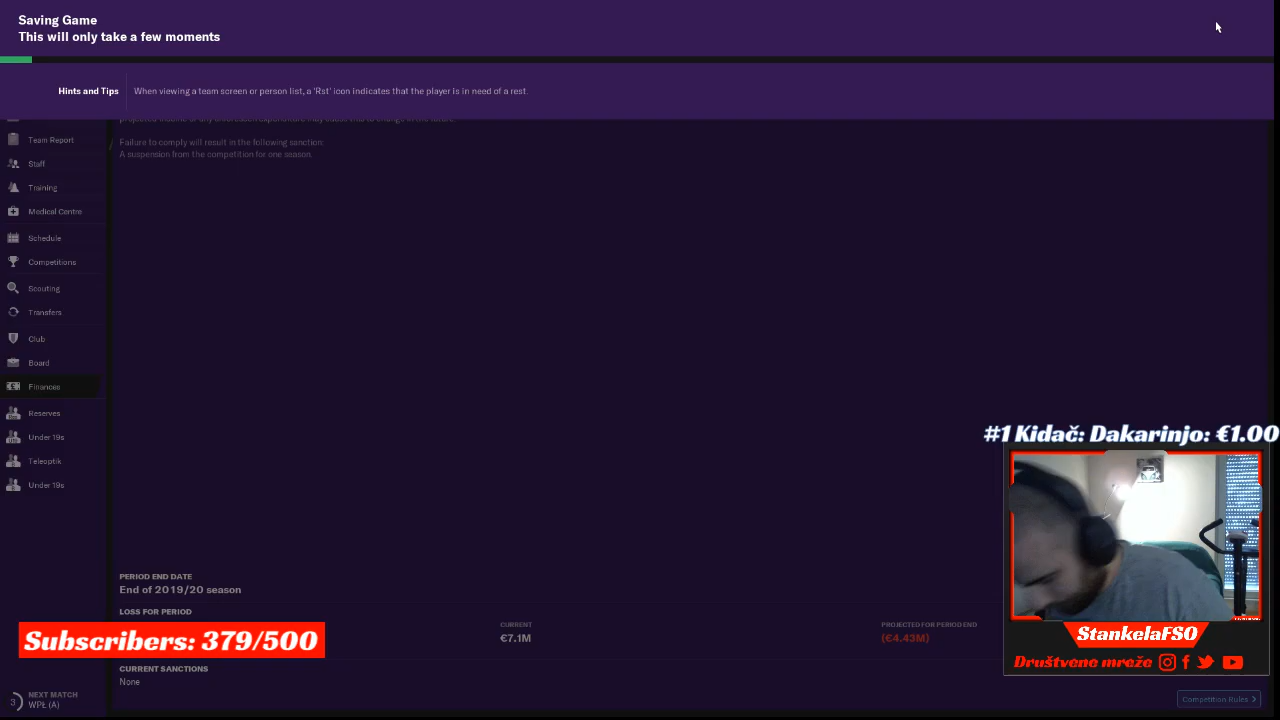 Saving Game
This will only take a few moments
Hints and Tips
When viewing a team screen or person list, a 'Rst' icon indicates that the player is in need of a rest.
Team Report
Failure to comply will result in the following sanction:
A suspension from the competition for one season.
Staff
Training
Medical Centre
Schedule
Competitions
Scouting
Transfers
Club
Board
Finances
Reserves
Under 19s
Teleoptik
Under 19s
#1 Kidač: Dakarinjo: €1.00
PERIOD END DATE
End of 2019/20 season
LOSS FOR PERIOD
CURRENT
€7.1M
PROJECTED FOR PERIOD END
(€4.43M)
Subscribers: 379/500
StankelaFSO
Društvene mreže
CURRENT SANCTIONS
None
3
NEXT MATCH
WPŁ (A)
Competition Rules